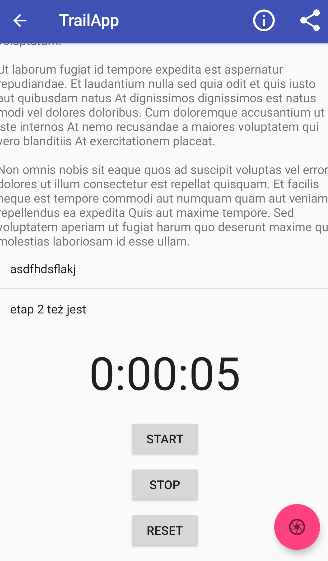 TrailApp
voluptatum.
Ut laborum fugiat id tempore expedita est aspernatur
repudiandae. Et laudantium nulla sed quia odit et quis iusto
aut quibusdam natus At dignissimos dignissimos est natus
modi vel dolores doloribus. Cum doloremque accusantium ut
iste internos At nemo recusandae a maiores voluptatem qui
vero blanditiis At exercitationem placeat.
Non omnis nobis sit eaque quos ad suscipit voluptas vel error
dolores ut illum consectetur est repellat quisquam. Et facilis
neque est tempore commodi aut numquam quam aut veniam
repellendus ea expedita Quis aut maxime tempore. Sed
voluptatem aperiam ut fugiat harum quo deserunt maxime qu
molestias laboriosam id esse ullam.
asdfhdsflakj
etap 2 też jest
0:00:05
START
STOP
RESET